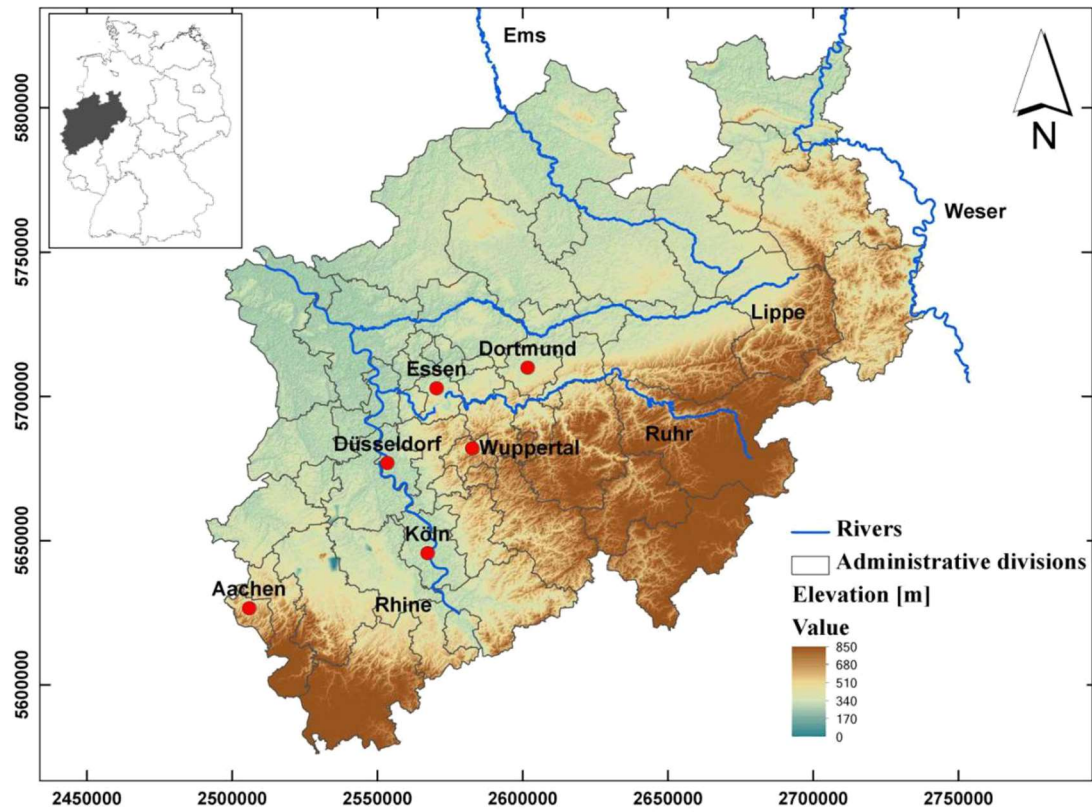 Ems
N
5800000
Weser
5750000
Lippe
Dortmund
Essen
5700000
Ruhr
Düsseldorf
Wuppertal
Köln
5650000
Rivers
Administrative divisions
Aachen
Rhine
Elevation [m]
Value
850
680
510
340
170
0
5600000
2450000 2500000 2550000 2600000 2650000 2700000 2750000